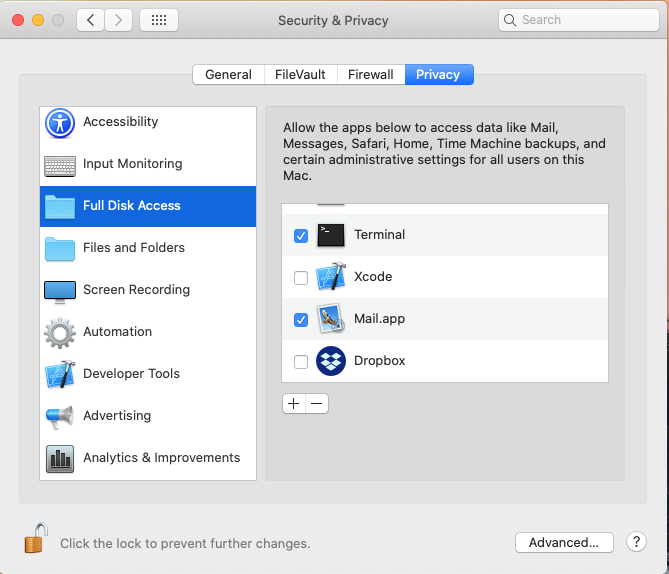 Security & Privacy
Search
General
FileVault
Firewall
Privacy
Accessibility
Input Monitoring
Full Disk Access
Files and Folders
Screen Recording
Automation
Developer Tools
Advertising
Analytics & Improvements
Allow the apps below to access data like Mail,
Messages, Safari, Home, Time Machine backups, and
certain administrative settings for all users on this
Mac.
Terminal
Xcode
Mail.app
Dropbox
+ −
Click the lock to prevent further changes.
Advanced...
?